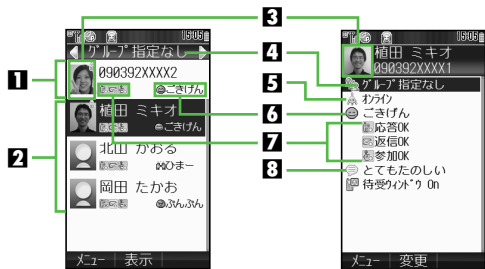 15:05
グループ指定なし
090392XXXX2
ごきげん
植田 ミキオ
ごきげん
北山 かおる
ひまー
岡田 たかお
ぷんぷん
メニュー 表示
1
2
3
4
5
6
7
8
15:05
植田 ミキオ
090392XXXX1
グループ指定なし
オンライン
ごきげん
応答OK
返信OK
参加OK
とてもたのしい
待受ウィンドウ On
メニュー 変更